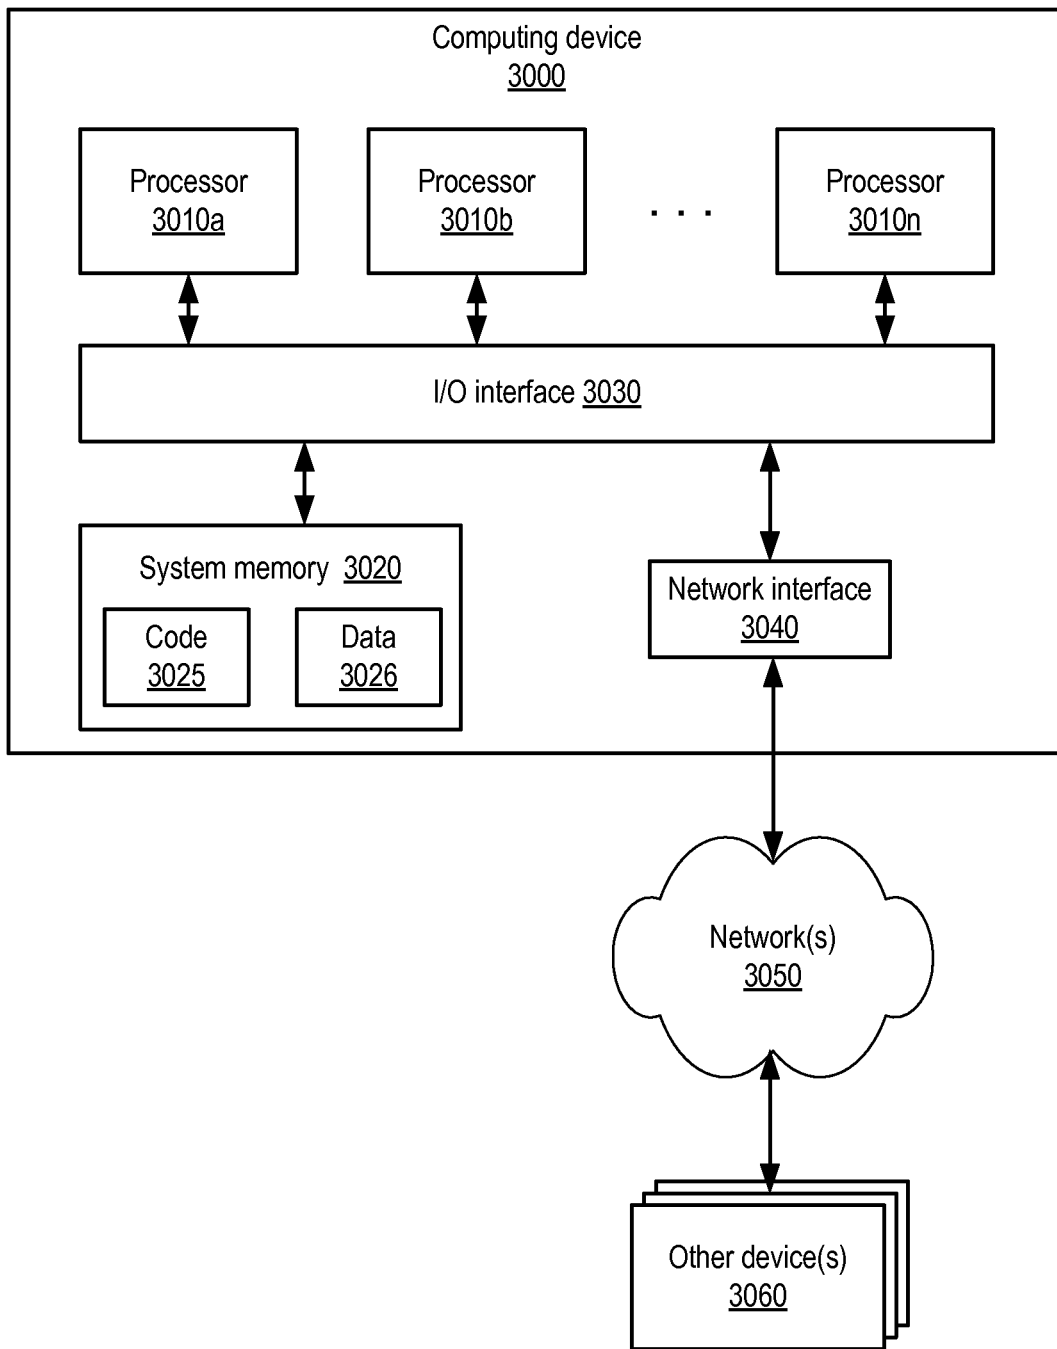 Computing device
3000
Processor
3010a
Processor
3010b
. . .
Processor
3010n
I/O interface 3030
System memory 3020
Code
3025
Data
3026
Network interface
3040
Network(s)
3050
Other device(s)
3060